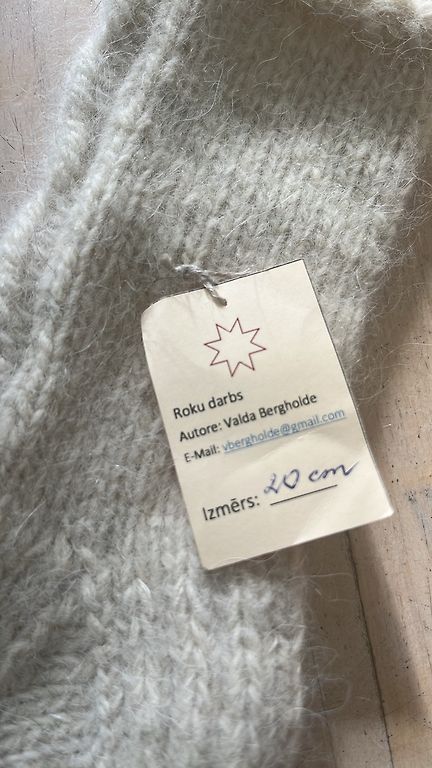 Roku darbs
Autore: Valda Bergholde
E-Mail: vbergholde@gmail.com
Izmērs: 20 cm